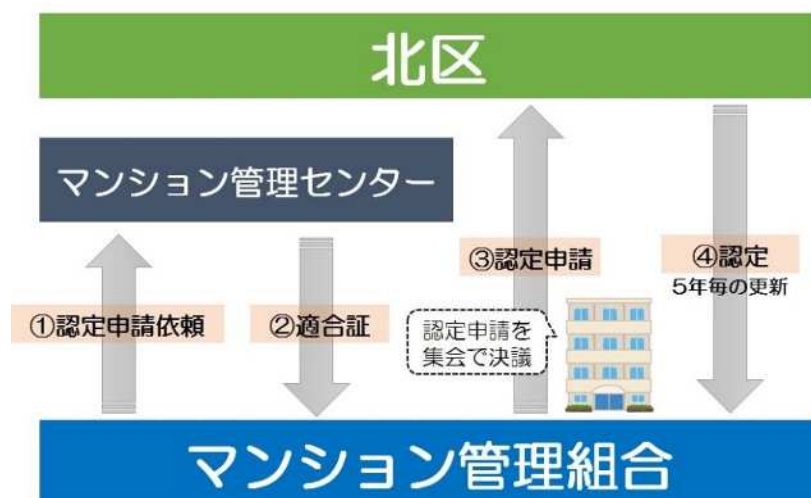 北区
マンション管理センター
①認定申請依頼
②適合証
③認定申請
認定申請を
集会で決議
④認定
5年毎の更新
マンション管理組合